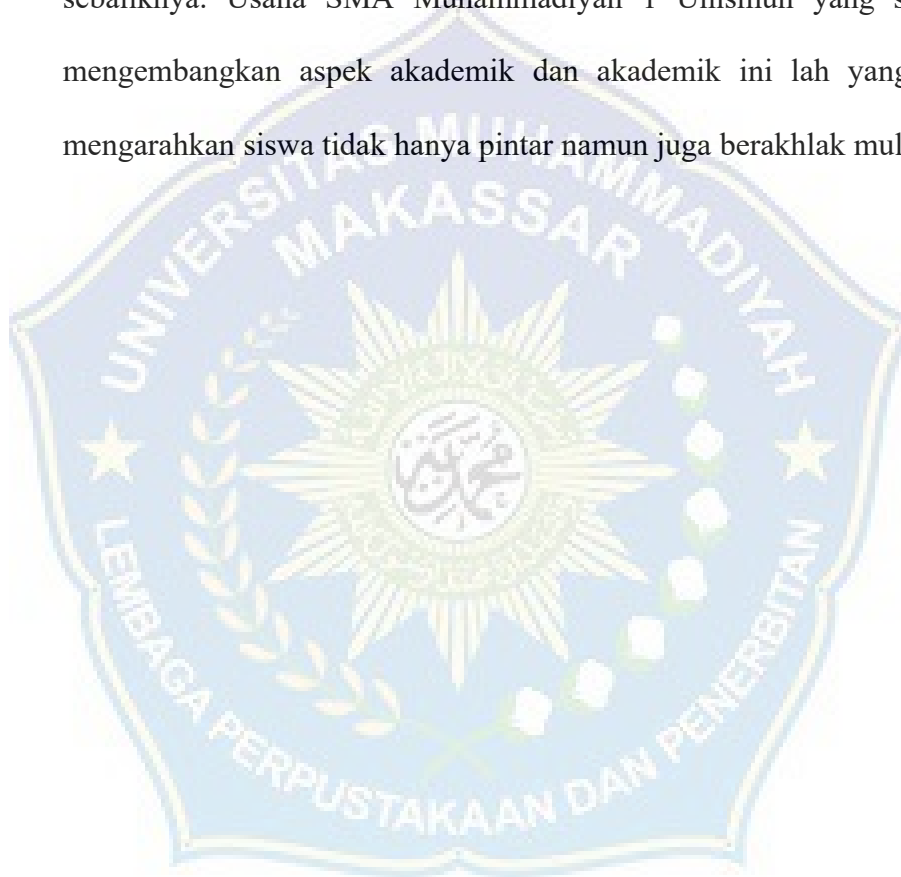 Usaha SMA Muhammadiyah 1 Unismuh yang s
mengembangkan aspek akademik dan akademik ini lah yang
mengarahkan siswa tidak hanya pintar namun juga berakhlak mul
UNIVERSITAS MUHAMMADIYAH
MAKASSAR
LEMBAGA PERPUSTAKAAN DAN PENERBITAN